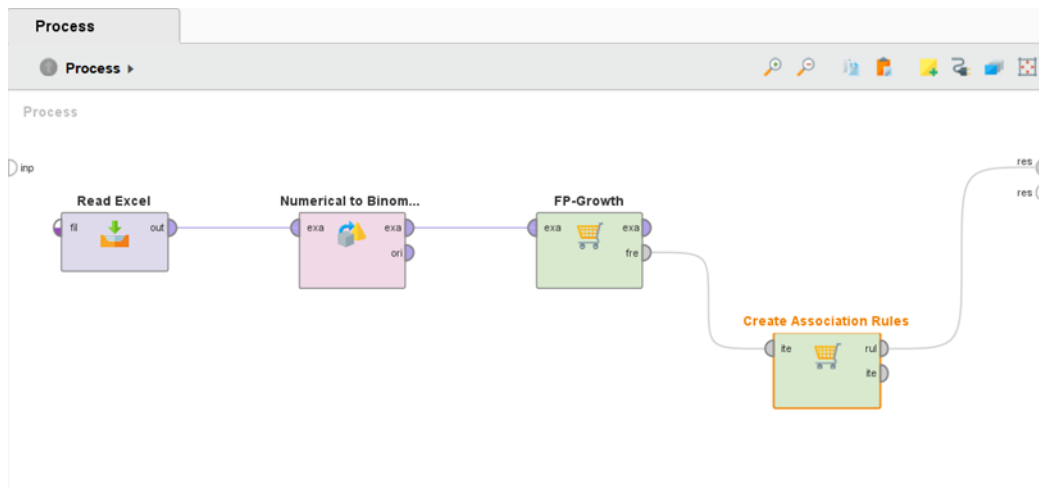 Process
Process
Process
inp
res
res
Read Excel
fil
out
Numerical to Binom...
exa
exa
ori
FP-Growth
exa
exa
fre
Create Association Rules
ite
rul
ite